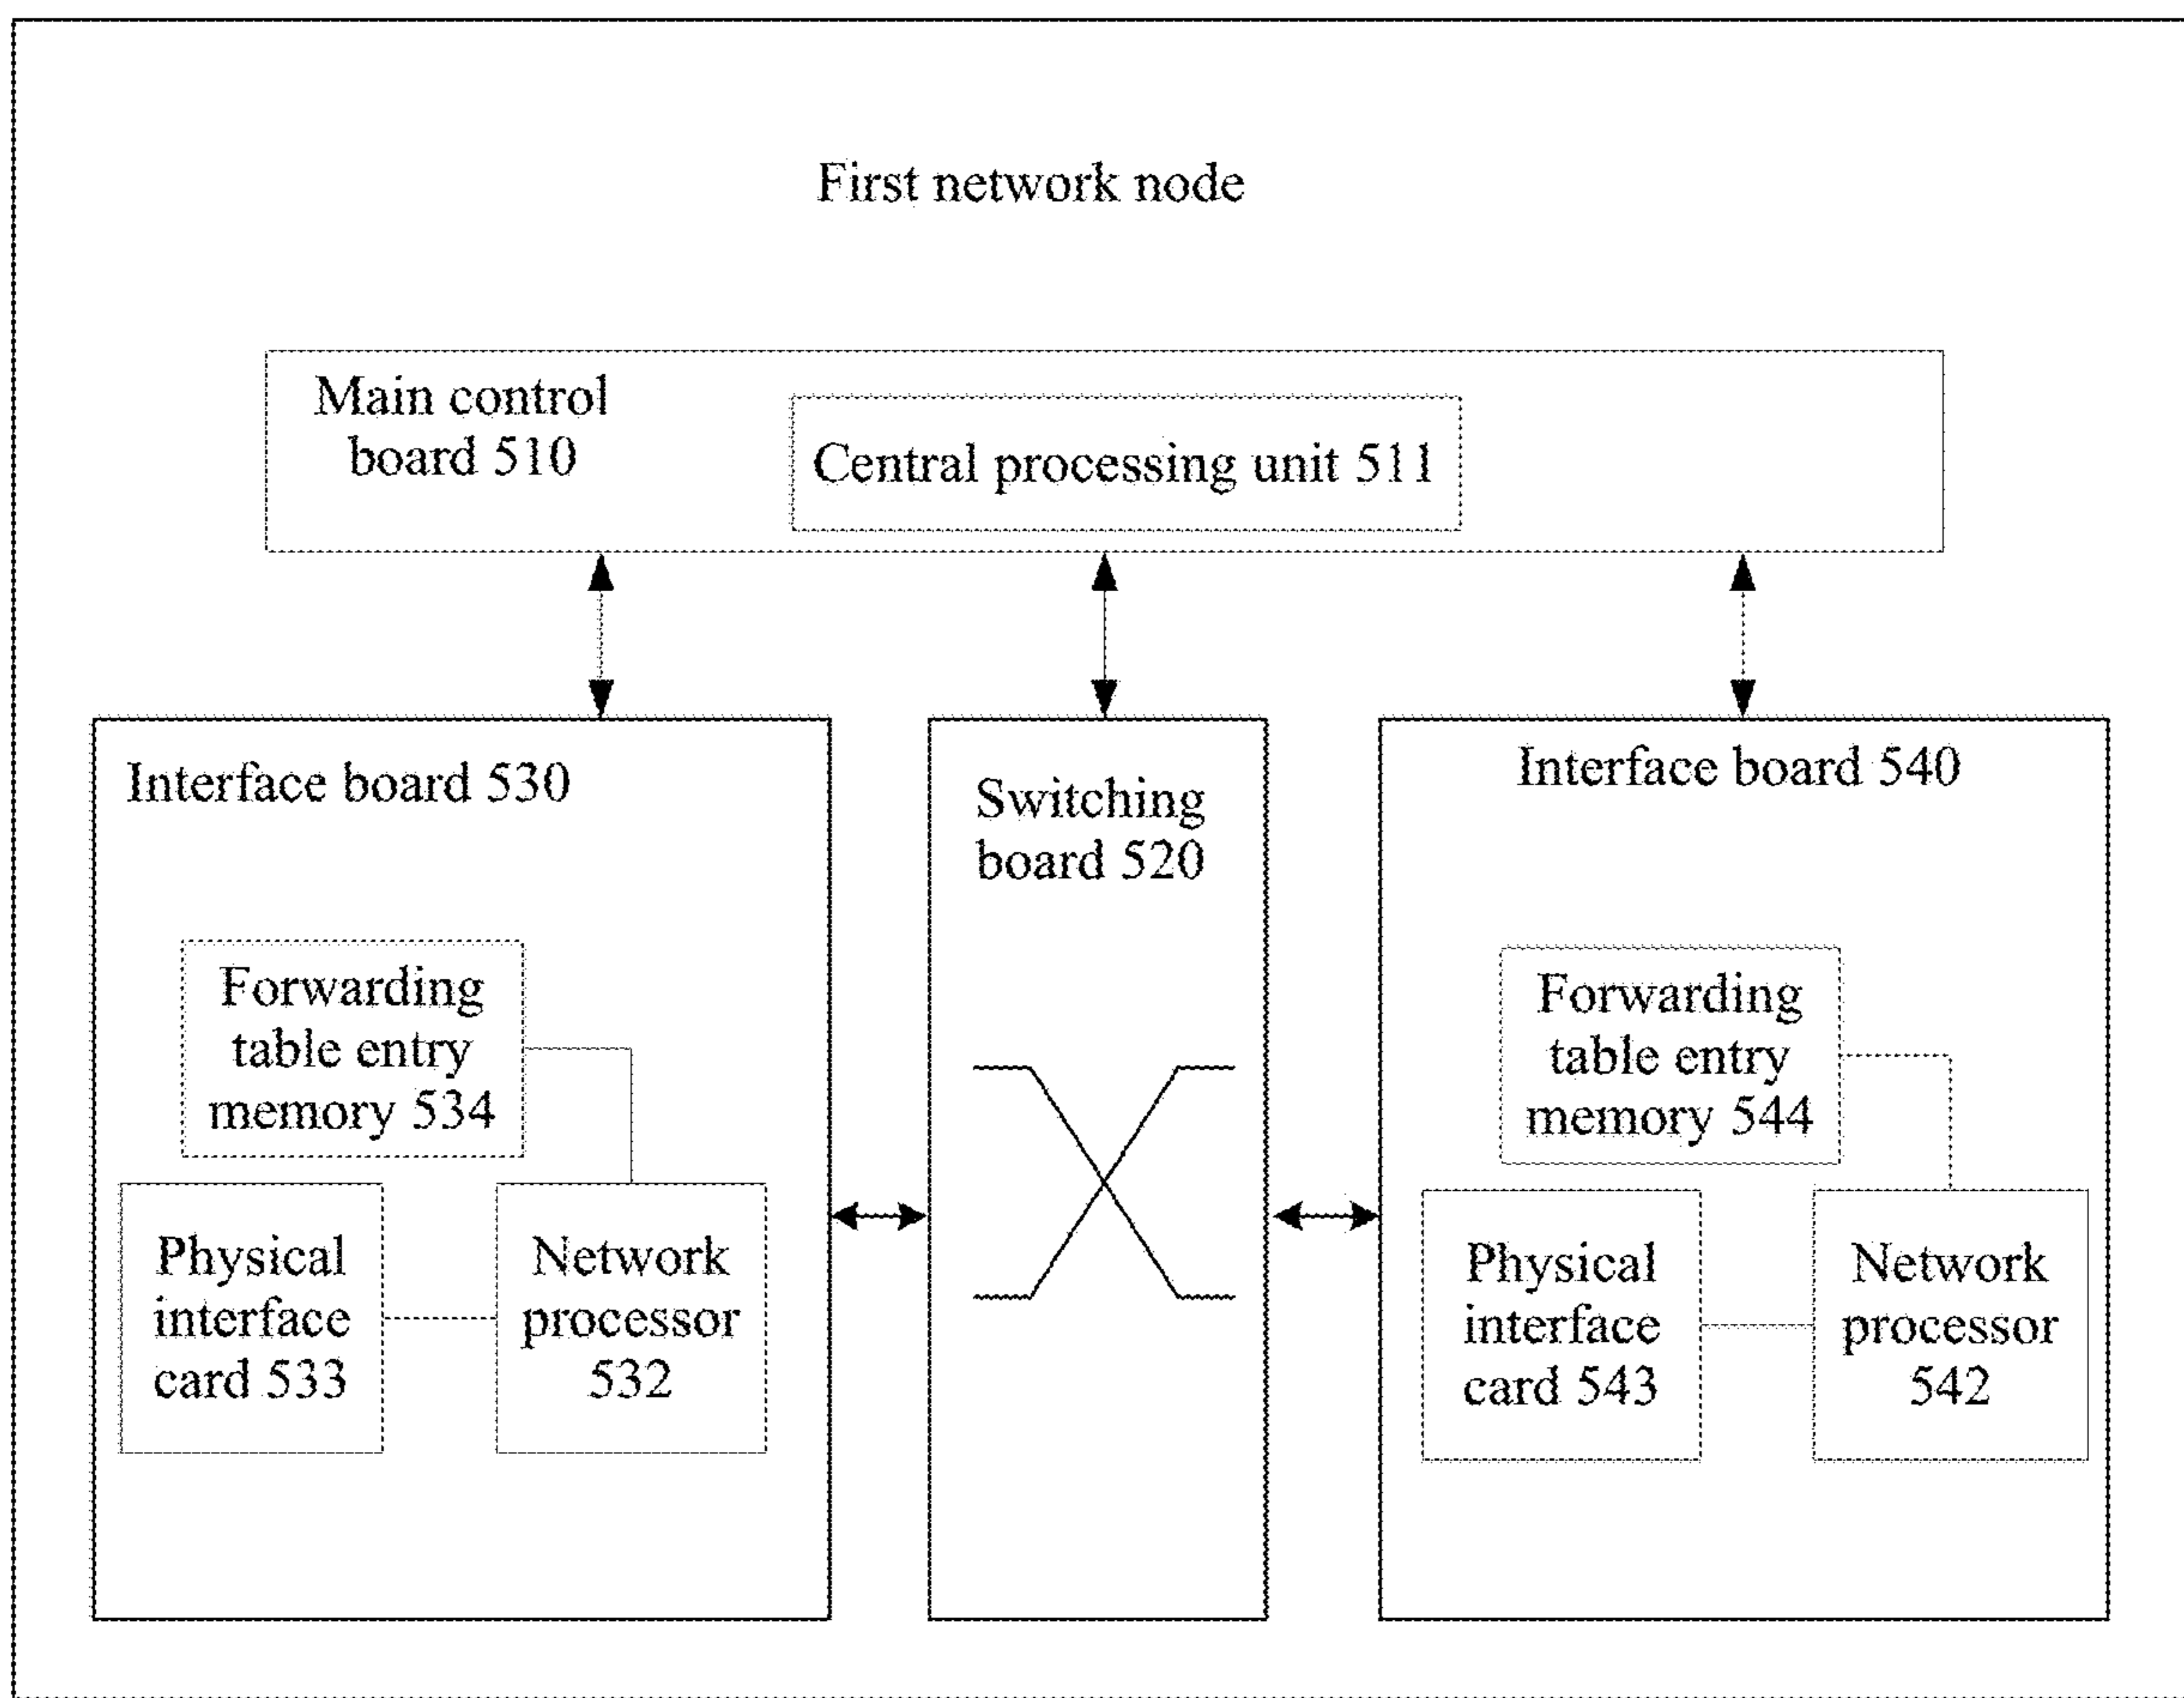 First network node
Main control
board 510
Central processing unit 511
Interface board 530
Switching
board 520
Interface board 540
Forwarding
table entry
memory 534
Physical
interface
card 533
Network
processor
532
Forwarding
table entry
memory 544
Physical
interface
card 543
Network
processor
542